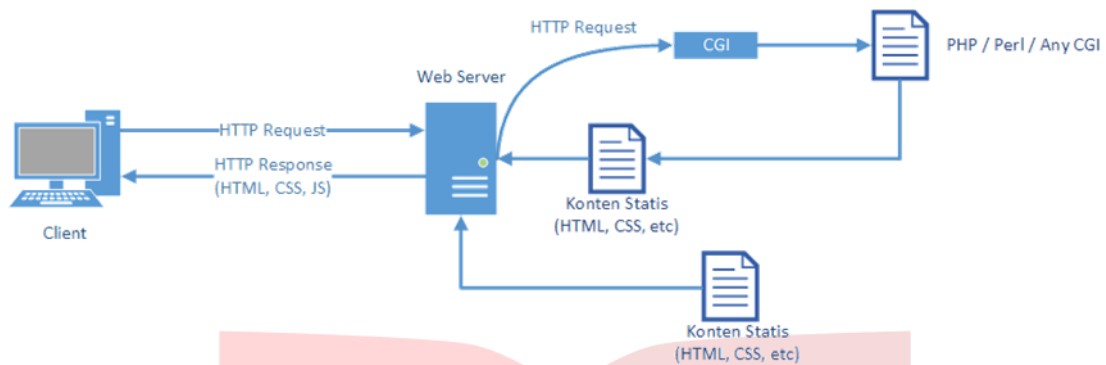 HTTP Request
CGI
PHP / Perl / Any CGI
Web Server
HTTP Request
HTTP Response
(HTML, CSS, JS)
Client
Konten Statis
(HTML, CSS, etc)
Konten Statis
(HTML, CSS, etc)